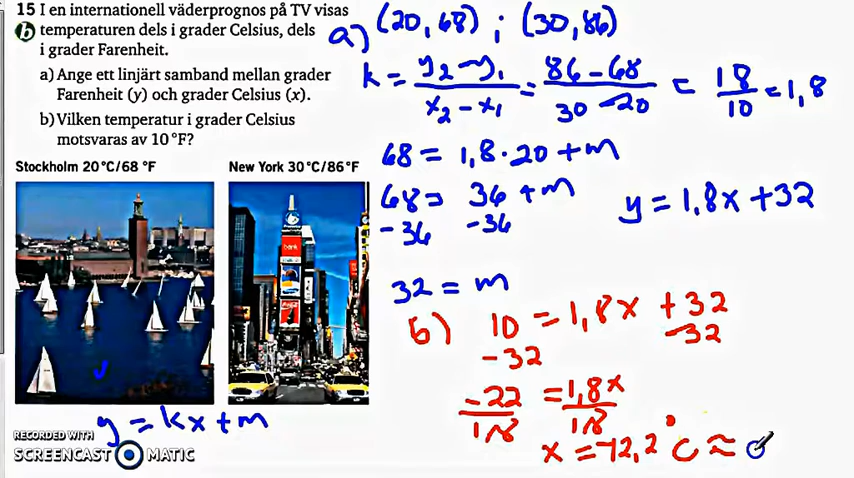 15 I en internationell väderprognos på TV visas
b temperaturen dels i grader Celsius, dels
i grader Farenheit.
a) Ange ett linjärt samband mellan grader
Farenheit (y) och grader Celsius (x).
b) Vilken temperatur i grader Celsius
motsvaras av 10 °F?
Stockholm 20 °C/68 °F
New York 30 °C/86 °F
y = kx + m
RECORDED WITH
SCREENCAST MATIC
a) (20, 68) ; (30, 86)
k = y₂ - y₁ / x₂ - x₁ = 86 - 68 / 30 - 20 = 18 / 10 = 1,8
68 = 1,8 · 20 + m
68 = 36 + m
-36 -36
y = 1,8x + 32
32 = m
b) 10 = 1,8x + 32
-32 -32
-22 / 1,8 = 1,8x / 1,8
x = -12,2 °C ≈